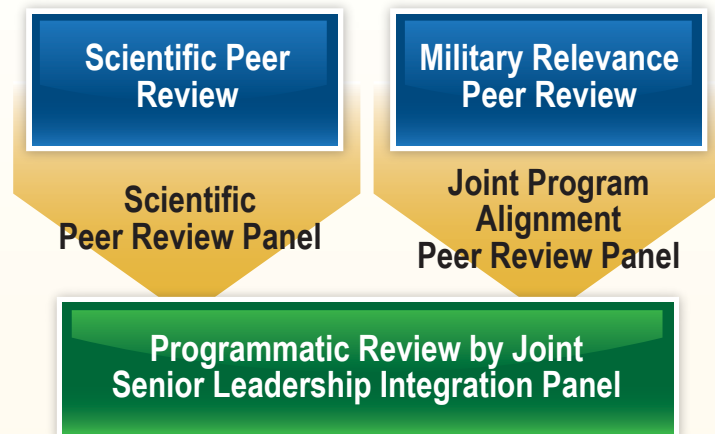 Scientific Peer
Review
Military Relevance
Peer Review
Scientific
Peer Review Panel
Joint Program
Alignment
Peer Review Panel
Programmatic Review by Joint
Senior Leadership Integration Panel